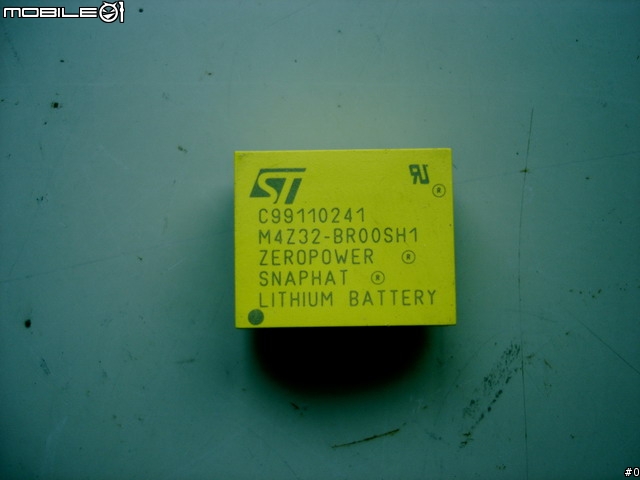 MOBILE01
ST
C99110241
M4Z32-BR00SH1
ZEROPOWER ®
SNAPHAT ®
LITHIUM BATTERY
#0